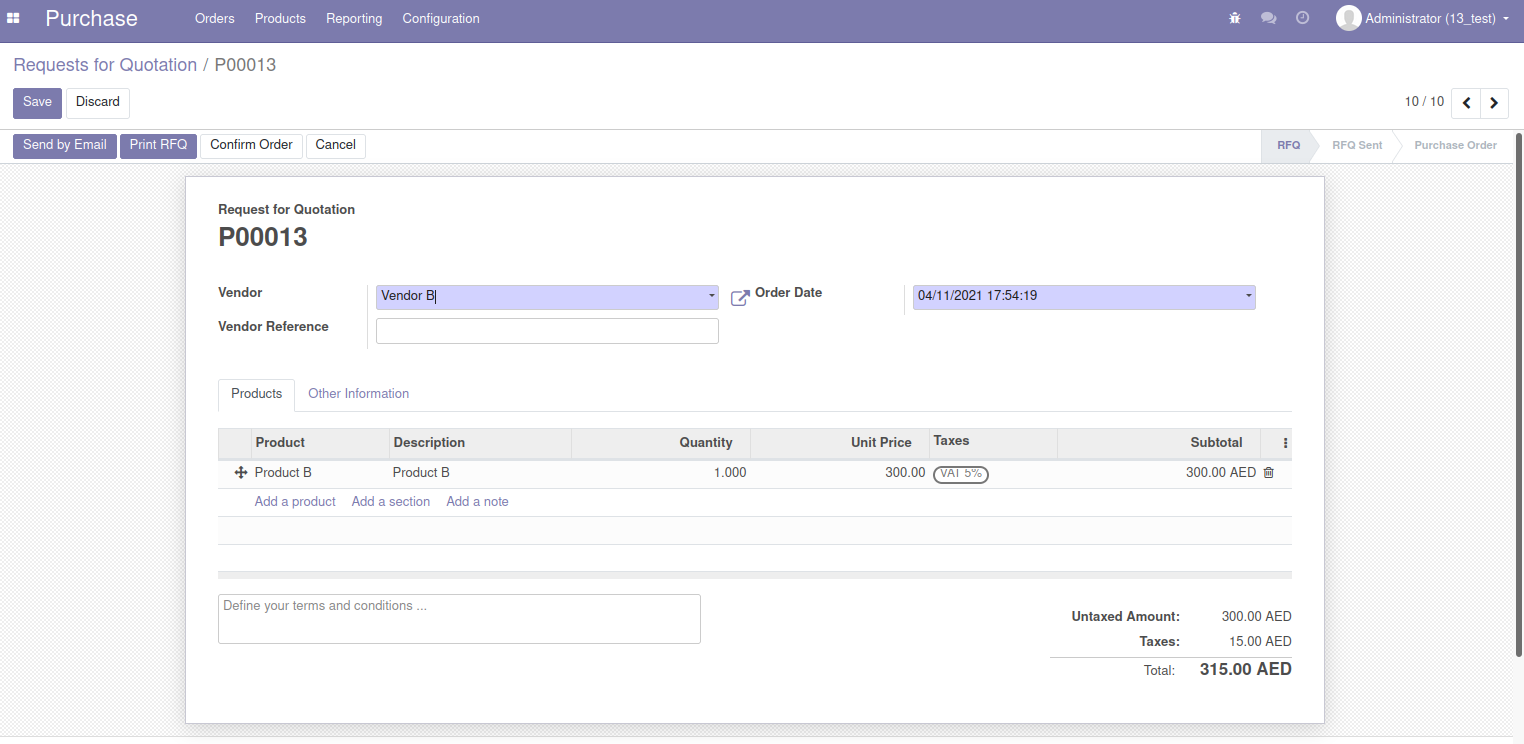 Purchase Orders Products Reporting Configuration Administrator (13_test)
Requests for Quotation / P00013
Save Discard 10 / 10
Send by Email Print RFQ Confirm Order Cancel RFQ RFQ Sent Purchase Order
Request for Quotation
P00013
Vendor Vendor B Order Date 04/11/2021 17:54:19
Vendor Reference
Products Other Information
Product Description Quantity Unit Price Taxes Subtotal
Product B Product B 1.000 300.00 VAT 5% 300.00 AED
Add a product Add a section Add a note
Define your terms and conditions ...
Untaxed Amount: 300.00 AED
Taxes: 15.00 AED
Total: 315.00 AED